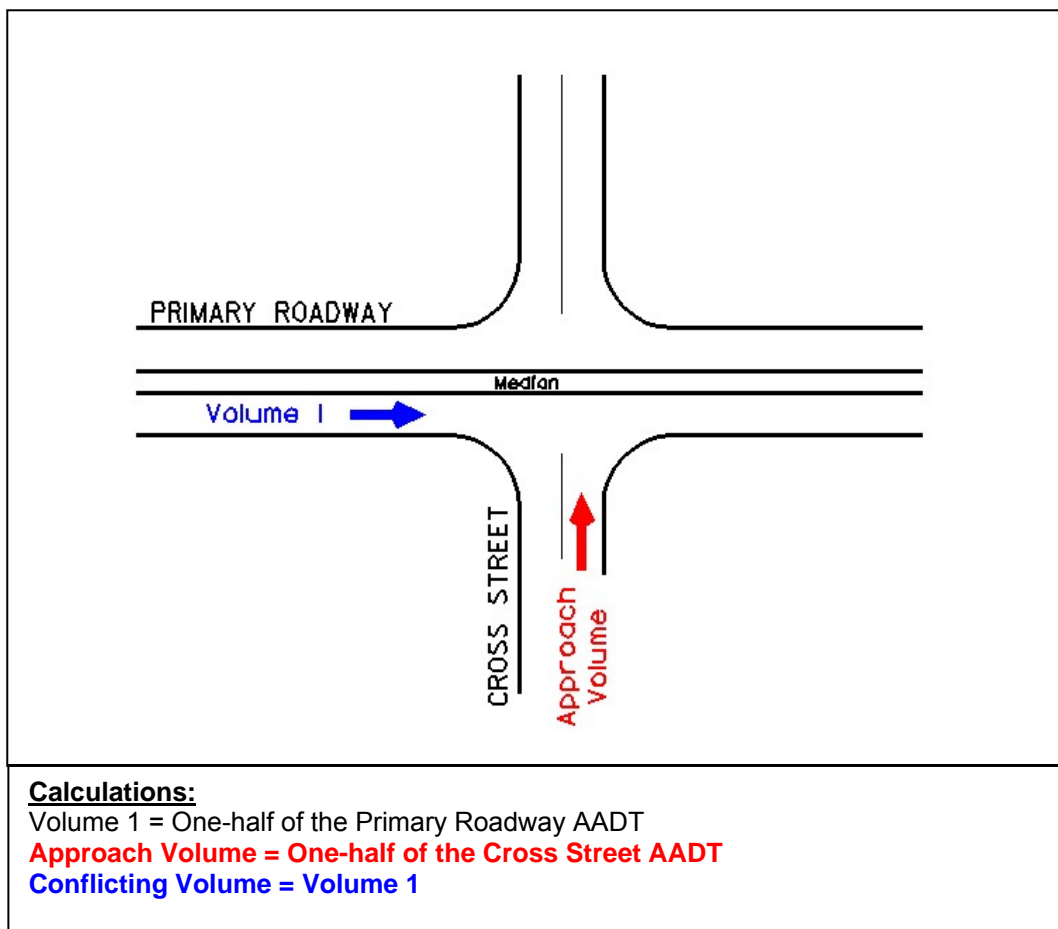 PRIMARY ROADWAY
Median
Volume 1
CROSS STREET
Approach
Volume
Calculations:
Volume 1 = One-half of the Primary Roadway AADT
Approach Volume = One-half of the Cross Street AADT
Conflicting Volume = Volume 1